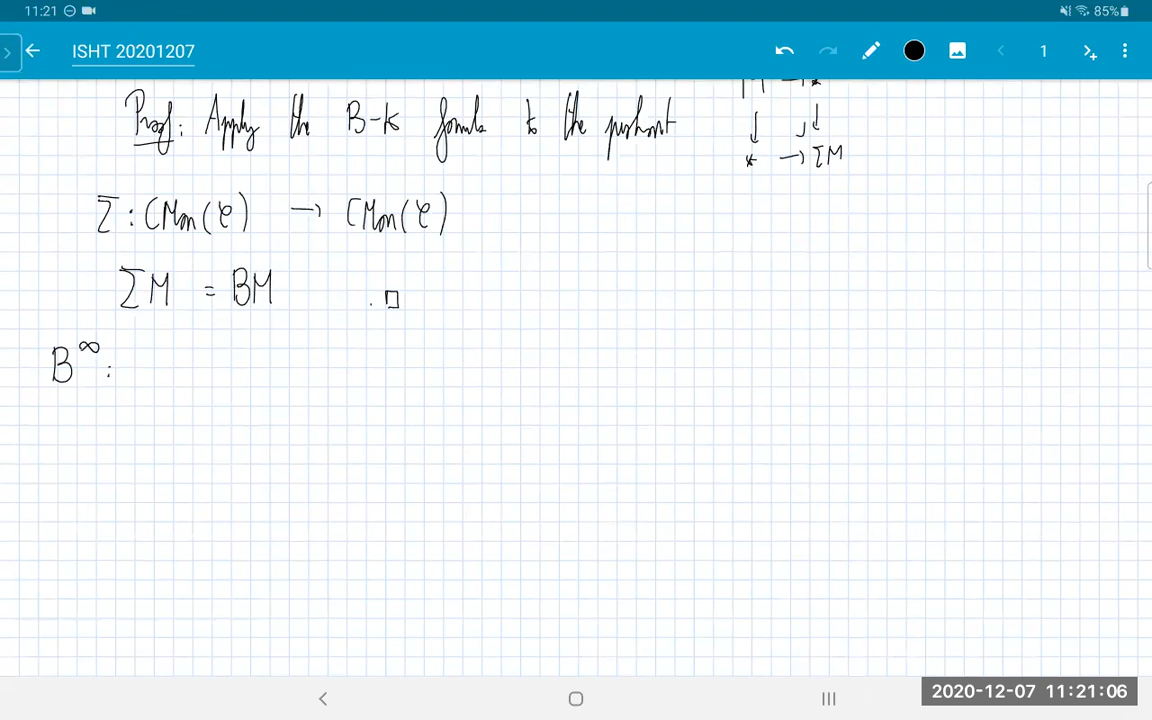 11:21 85%
ISHT 20201207 1
M → *
Proof: Apply the B-K formula to the pushout ↓ ⌟ ↓
* → ΣM
Σ : CMon(𝒞) → CMon(𝒞)
ΣM = BM . □
B^∞ :
2020-12-07 11:21:06